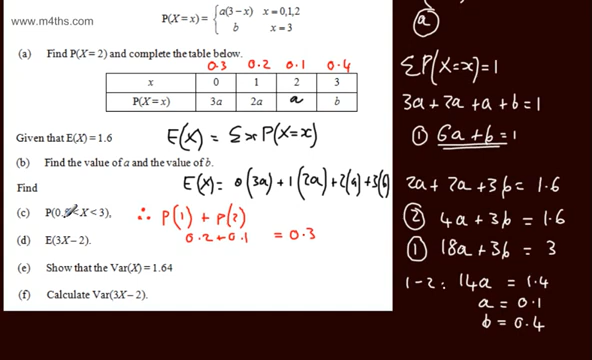 www.m4ths.com
P(X = x) = { a(3 − x)  x = 0,1,2
b  x = 3
(a) Find P(X = 2) and complete the table below.
0.3 0.2 0.1 0.4
x 0 1 2 3
P(X = x) 3a 2a a b
Given that E(X) = 1.6
E(X) = Σx P(X=x)
(b) Find the value of a and the value of b.
E(X) = 0(3a) + 1(2a) + 2(a) + 3(b)
Find
(c) P(0. < X < 3),
∴ P(1) + P(2)
0.2 + 0.1 = 0.3
(d) E(3X − 2).
(e) Show that the Var(X) = 1.64
(f) Calculate Var(3X − 2).
a
ΣP(X=x) = 1
3a + 2a + a + b = 1
① 6a + b = 1
2a + 2a + 3b = 1.6
② 4a + 3b = 1.6
① 18a + 3b = 3
1 − 2: 14a = 1.4
a = 0.1
b = 0.4